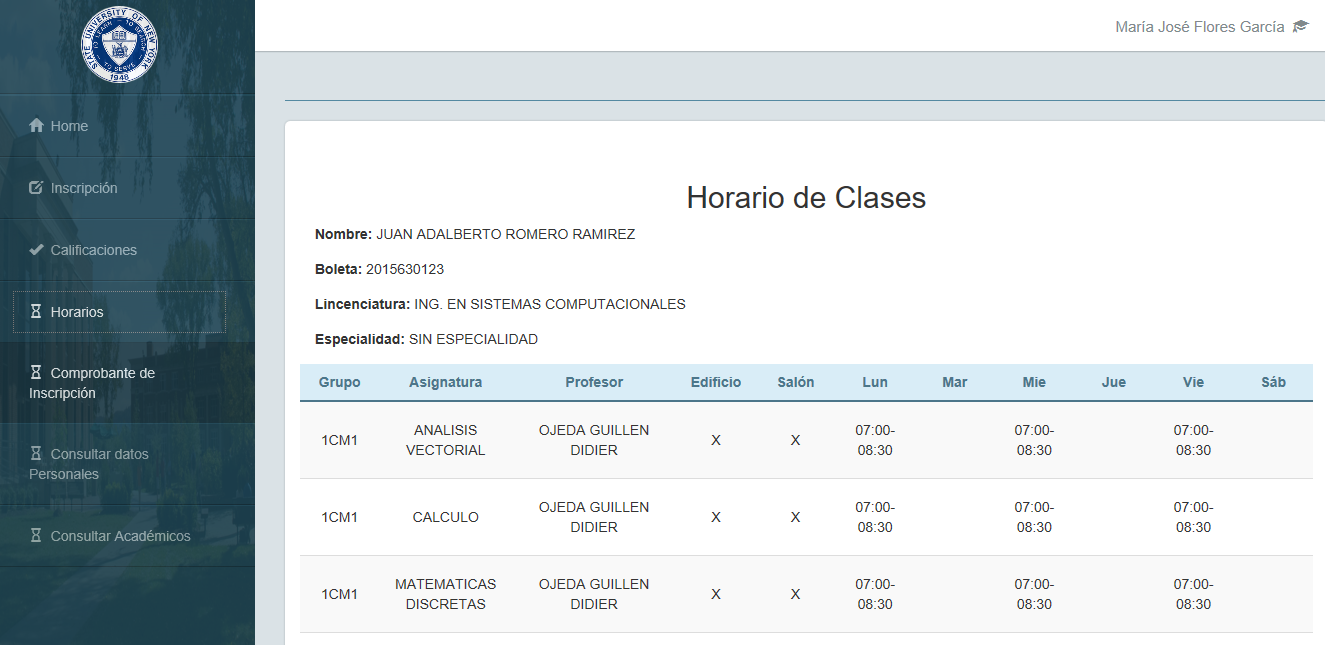 STATE UNIVERSITY OF NEW YORK
TO LEARN - TO SEARCH
TO SERVE
1948
María José Flores García
Home
Inscripción
Calificaciones
Horarios
Comprobante de
Inscripción
Consultar datos
Personales
Consultar Académicos
Horario de Clases
Nombre: JUAN ADALBERTO ROMERO RAMIREZ
Boleta: 2015630123
Lincenciatura: ING. EN SISTEMAS COMPUTACIONALES
Especialidad: SIN ESPECIALIDAD
Grupo Asignatura Profesor Edificio Salón Lun Mar Mie Jue Vie Sáb
ANALISIS OJEDA GUILLEN 07:00- 07:00- 07:00-
1CM1 X X
VECTORIAL DIDIER 08:30 08:30 08:30
OJEDA GUILLEN 07:00- 07:00- 07:00-
1CM1 CALCULO X X
DIDIER 08:30 08:30 08:30
MATEMATICAS OJEDA GUILLEN 07:00- 07:00- 07:00-
1CM1 X X
DISCRETAS DIDIER 08:30 08:30 08:30